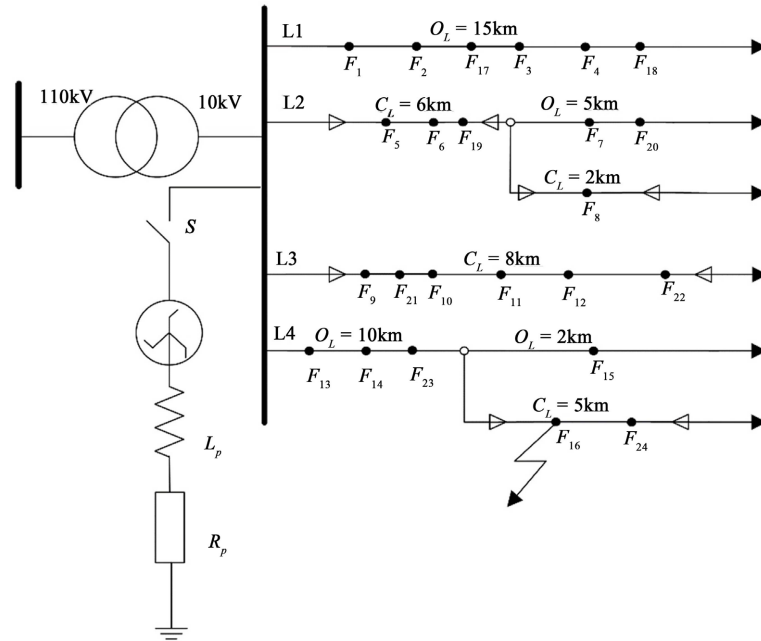 L1
O_L = 15km
F_1 F_2 F_17 F_3 F_4 F_18
110kV 10kV
L2
C_L = 6km
O_L = 5km
F_5 F_6 F_19 F_7 F_20
C_L = 2km
F_8
S
L3
C_L = 8km
F_9 F_21 F_10 F_11 F_12 F_22
L4
O_L = 10km
O_L = 2km
F_13 F_14 F_23 F_15
C_L = 5km
F_16 F_24
L_p
R_p